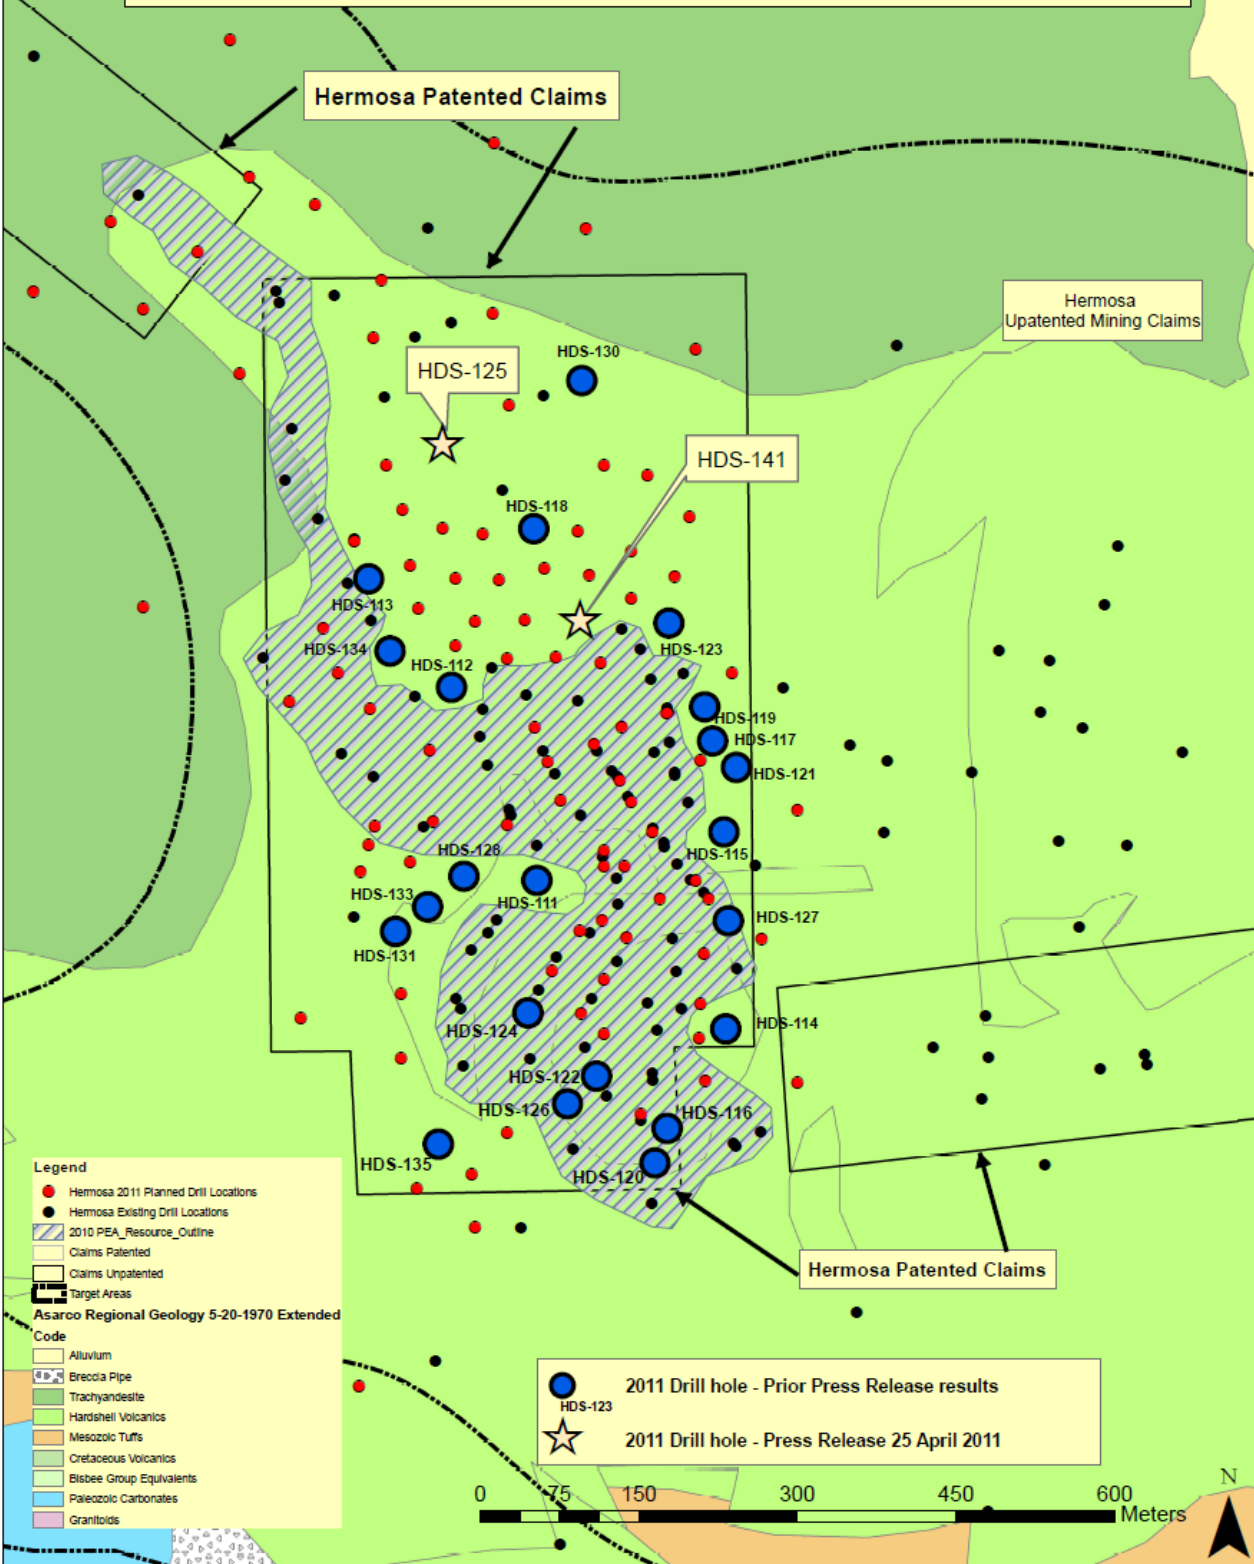 Hermosa Patented Claims
Hermosa
Upatented Mining Claims
HDS-130
HDS-125
HDS-141
HDS-118
HDS-113
HDS-134
HDS-123
HDS-112
HDS-119
HDS-117
HDS-121
HDS-115
HDS-128
HDS-133
HDS-111
HDS-127
HDS-131
HDS-114
HDS-124
HDS-122
HDS-126
HDS-116
HDS-135
HDS-120
Hermosa Patented Claims
Legend
Hermosa 2011 Planned Drill Locations
Hermosa Existing Drill Locations
2010 PEA_Resource_Outline
Claims Patented
Claims Unpatented
Target Areas
Asarco Regional Geology 5-20-1970 Extended
Code
Alluvium
Breccia Pipe
Trachyandesite
Hardshell Volcanics
Mesozoic Tuffs
Cretaceous Volcanics
Bisbee Group Equivalents
Paleozoic Carbonates
Granitoids
2011 Drill hole - Prior Press Release results
HDS-123
2011 Drill hole - Press Release 25 April 2011
0 75 150 300 450 600
Meters
N